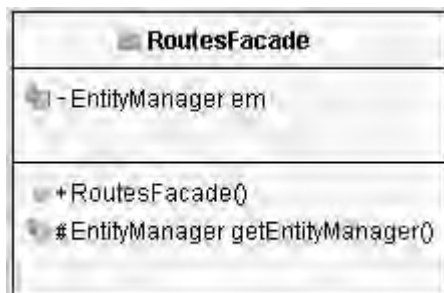 RoutesFacade
- EntityManager em
+ RoutesFacade()
# EntityManager getEntityManager()